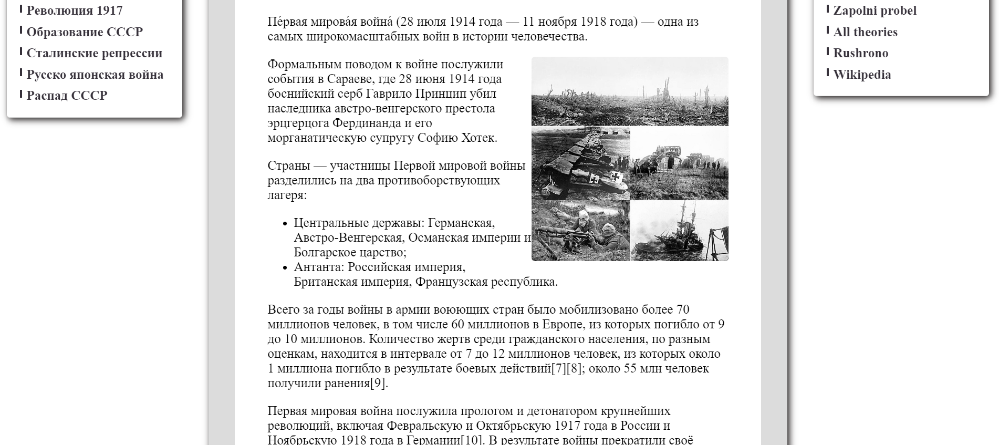 Революция 1917
Образование СССР
Сталинские репрессии
Русско японская война
Распад СССР
Пе́рвая мирова́я война́ (28 июля 1914 года — 11 ноября 1918 года) — одна из
самых широкомасштабных войн в истории человечества.
Формальным поводом к войне послужили
события в Сараеве, где 28 июня 1914 года
боснийский серб Гаврило Принцип убил
наследника австро-венгерского престола
эрцгерцога Фердинанда и его
морганатическую супругу Софию Хотек.
Страны — участницы Первой мировой войны
разделились на два противоборствующих
лагеря:
• Центральные державы: Германская,
Австро-Венгерская, Османская империи и
Болгарское царство;
• Антанта: Российская империя,
Британская империя, Французская республика.
Всего за годы войны в армии воюющих стран было мобилизовано более 70
миллионов человек, в том числе 60 миллионов в Европе, из которых погибло от 9
до 10 миллионов. Количество жертв среди гражданского населения, по разным
оценкам, находится в интервале от 7 до 12 миллионов человек, из которых около
1 миллиона погибло в результате боевых действий[7][8]; около 55 млн человек
получили ранения[9].
Первая мировая война послужила прологом и детонатором крупнейших
революций, включая Февральскую и Октябрьскую 1917 года в России и
Ноябрьскую 1918 года в Германии[10]. В результате войны прекратили своё
Zapolni probel
All theories
Rushrono
Wikipedia